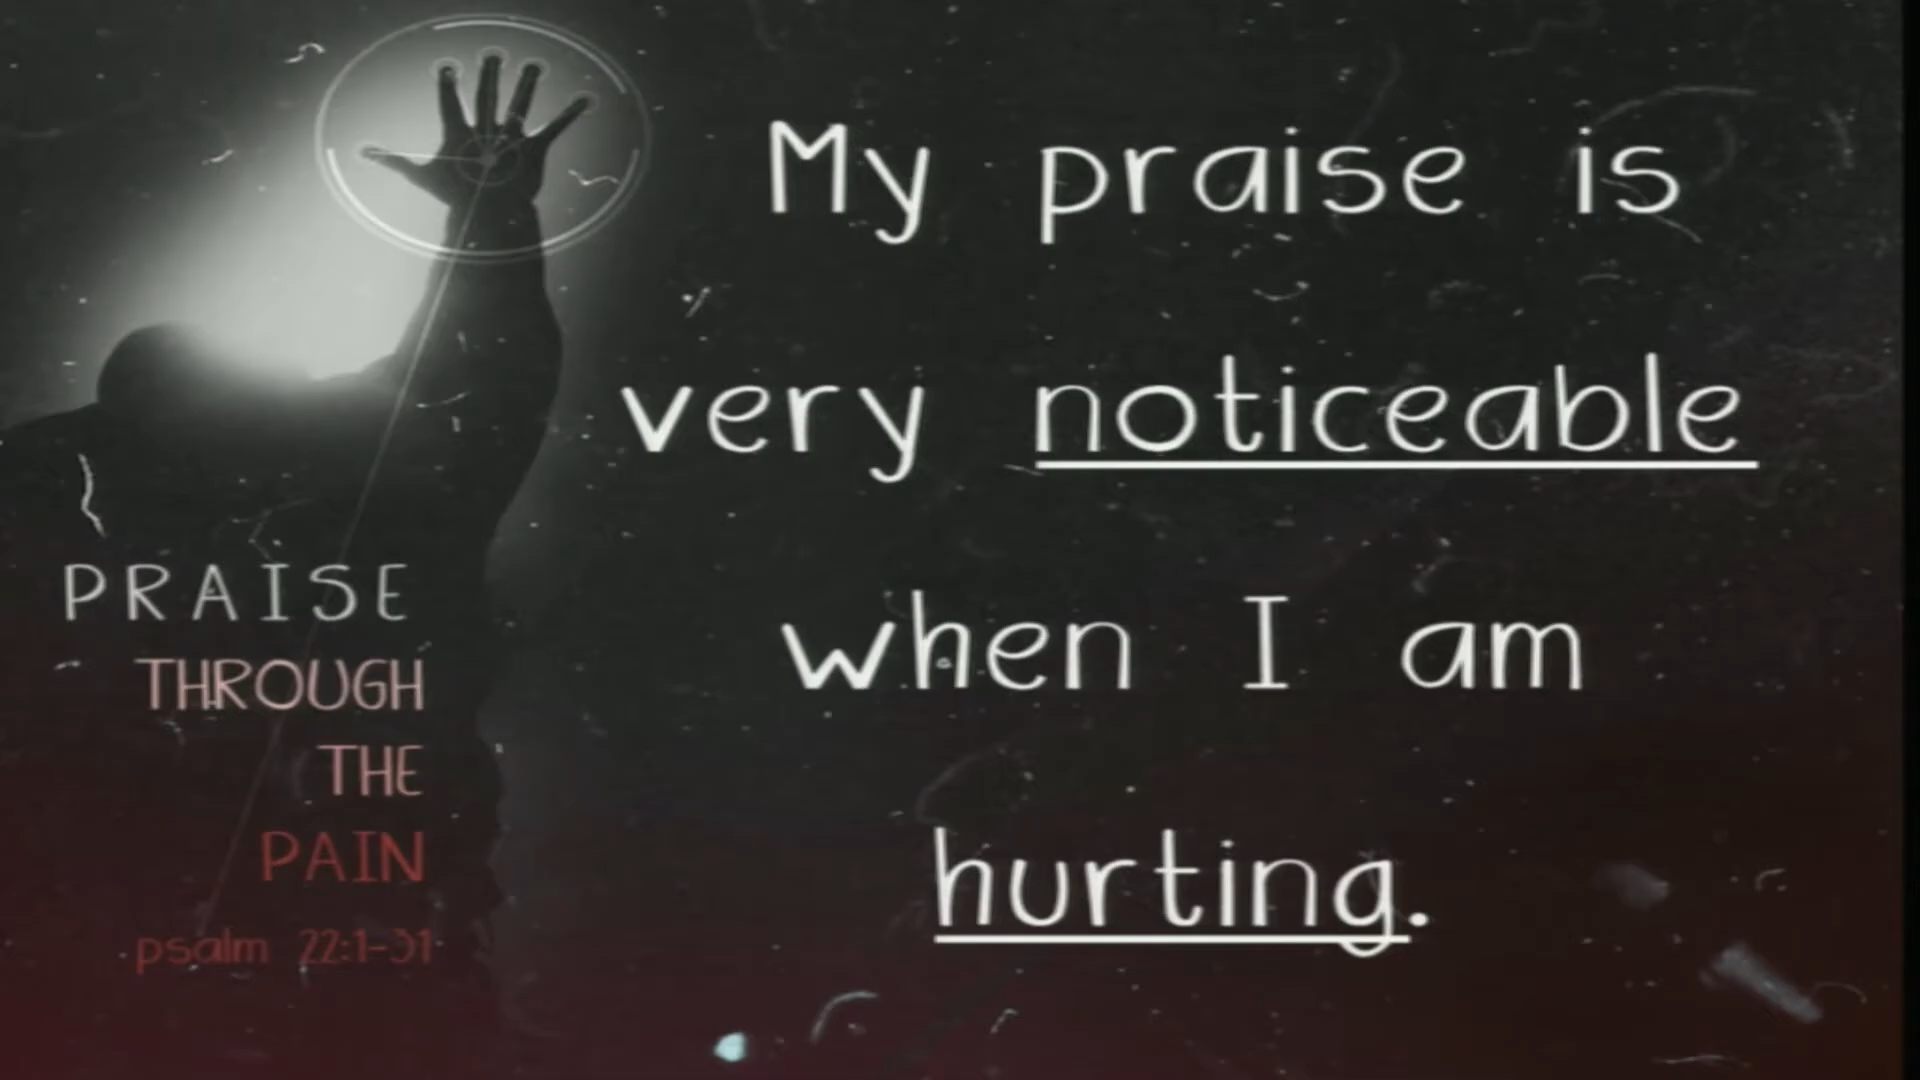 My praise is
very noticeable
when I am
hurting.
PRAISE
THROUGH
THE
PAIN
psalm 22:1-31